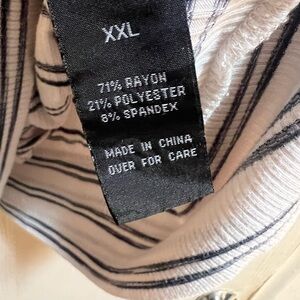 XXL
71% RAYON
21% POLYESTER
8% SPANDEX
MADE IN CHINA
OVER FOR CARE